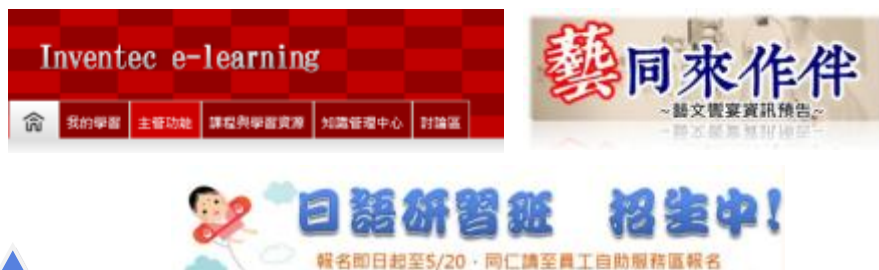 Inventec e-learning
我的學習 主管功能 課程與學習資源 知識管理中心 討論區
藝同來作伴
~藝文饗宴資訊預告~
日語研習班 招生中!
報名即日起至5/20，同仁請至員工自助服務區報名